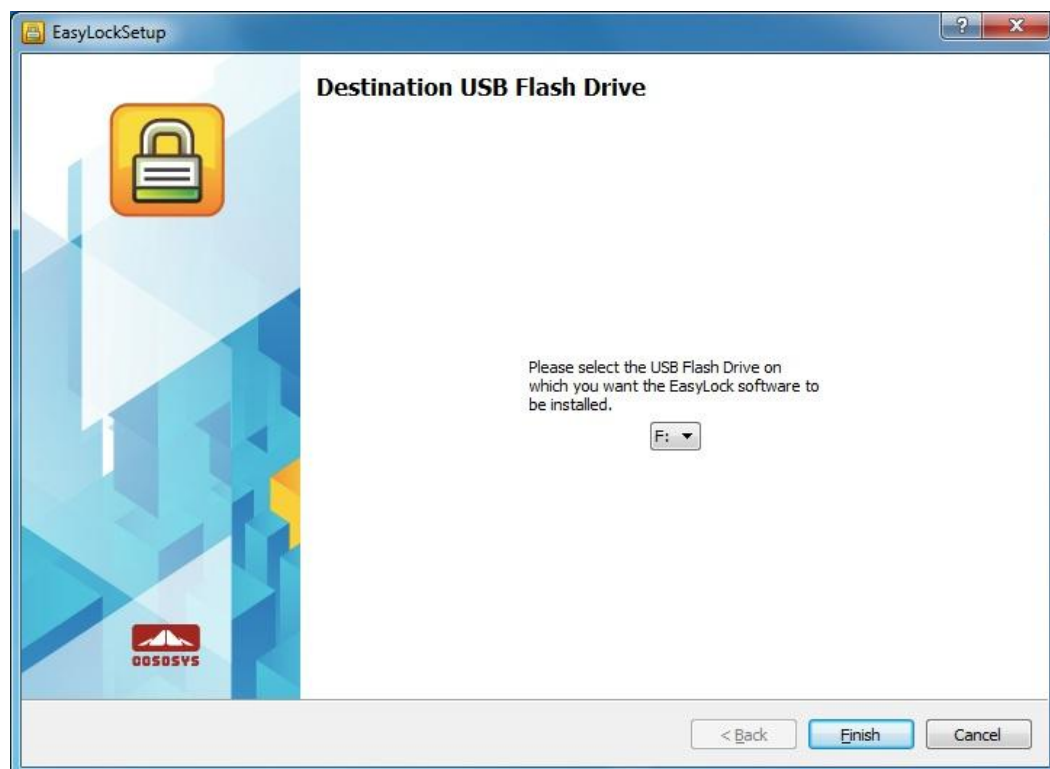 EasyLockSetup
Destination USB Flash Drive
Please select the USB Flash Drive on
which you want the EasyLock software to
be installed.
F:
COSOSYS
< Back
Finish
Cancel